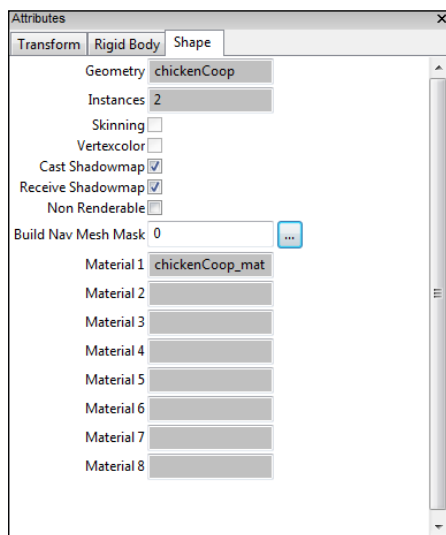 Attributes
Transform Rigid Body Shape
Geometry chickenCoop
Instances 2
Skinning
Vertexcolor
Cast Shadowmap
Receive Shadowmap
Non Renderable
Build Nav Mesh Mask 0 ...
Material 1 chickenCoop_mat
Material 2
Material 3
Material 4
Material 5
Material 6
Material 7
Material 8